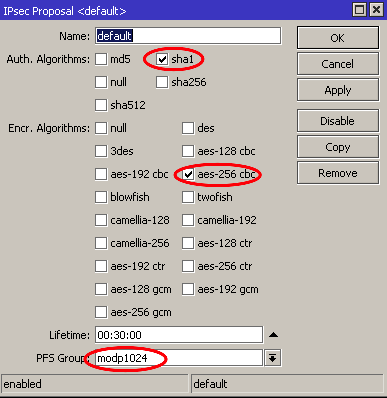 IPsec Proposal <default>
Name: default
OK
Auth. Algorithms: md5 sha1
Cancel
null sha256
Apply
sha512
Encr. Algorithms: null des
Disable
3des aes-128 cbc
Copy
aes-192 cbc aes-256 cbc
Remove
blowfish twofish
camellia-128 camellia-192
camellia-256 aes-128 ctr
aes-192 ctr aes-256 ctr
aes-128 gcm aes-192 gcm
aes-256 gcm
Lifetime: 00:30:00
PFS Group: modp1024
enabled default